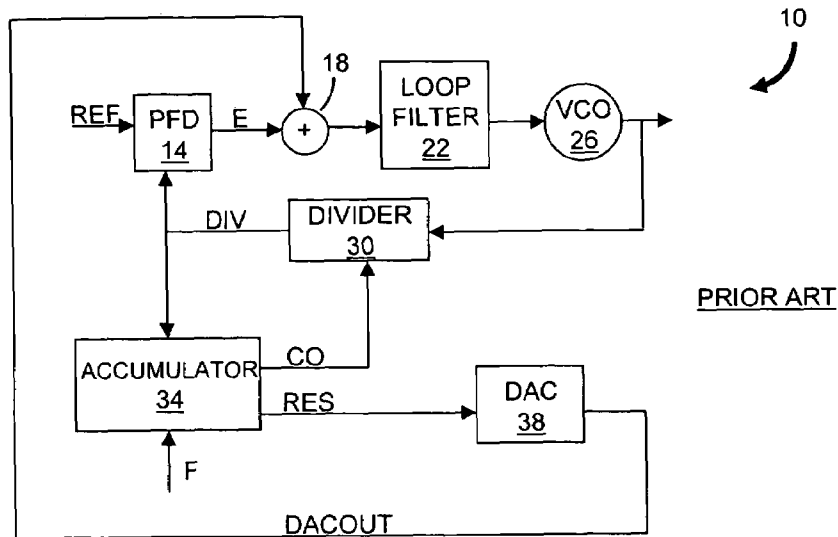 10
18
REF
PFD
14
E
+
LOOP
FILTER
22
VCO
26
DIV
DIVIDER
30
PRIOR ART
ACCUMULATOR
34
CO
RES
DAC
38
F
DACOUT